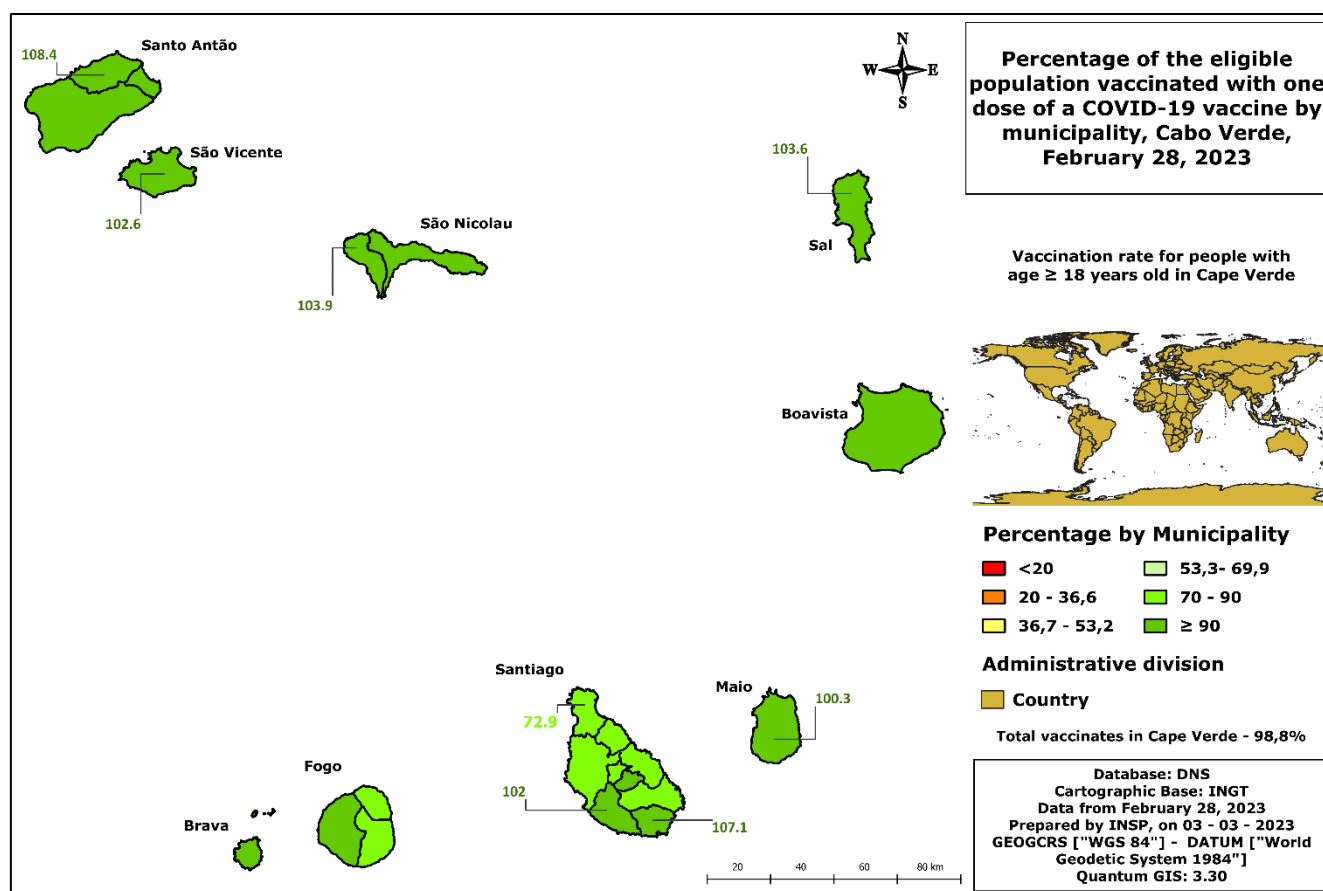 Santo Antão
108.4
São Vicente
102.6
São Nicolau
103.9
N
W E
S
103.6
Sal
Boavista
Santiago
72.9
102
107.1
Maio
100.3
Fogo
Brava
20 40 60 80 km
Percentage of the eligible
population vaccinated with one
dose of a COVID-19 vaccine by
municipality, Cabo Verde,
February 28, 2023
Vaccination rate for people with
age ≥ 18 years old in Cape Verde
Percentage by Municipality
<20
20 - 36,6
36,7 - 53,2
53,3- 69,9
70 - 90
≥ 90
Administrative division
Country
Total vaccinates in Cape Verde - 98,8%
Database: DNS
Cartographic Base: INGT
Data from February 28, 2023
Prepared by INSP, on 03 - 03 - 2023
GEOGCRS ["WGS 84"] - DATUM ["World
Geodetic System 1984"]
Quantum GIS: 3.30